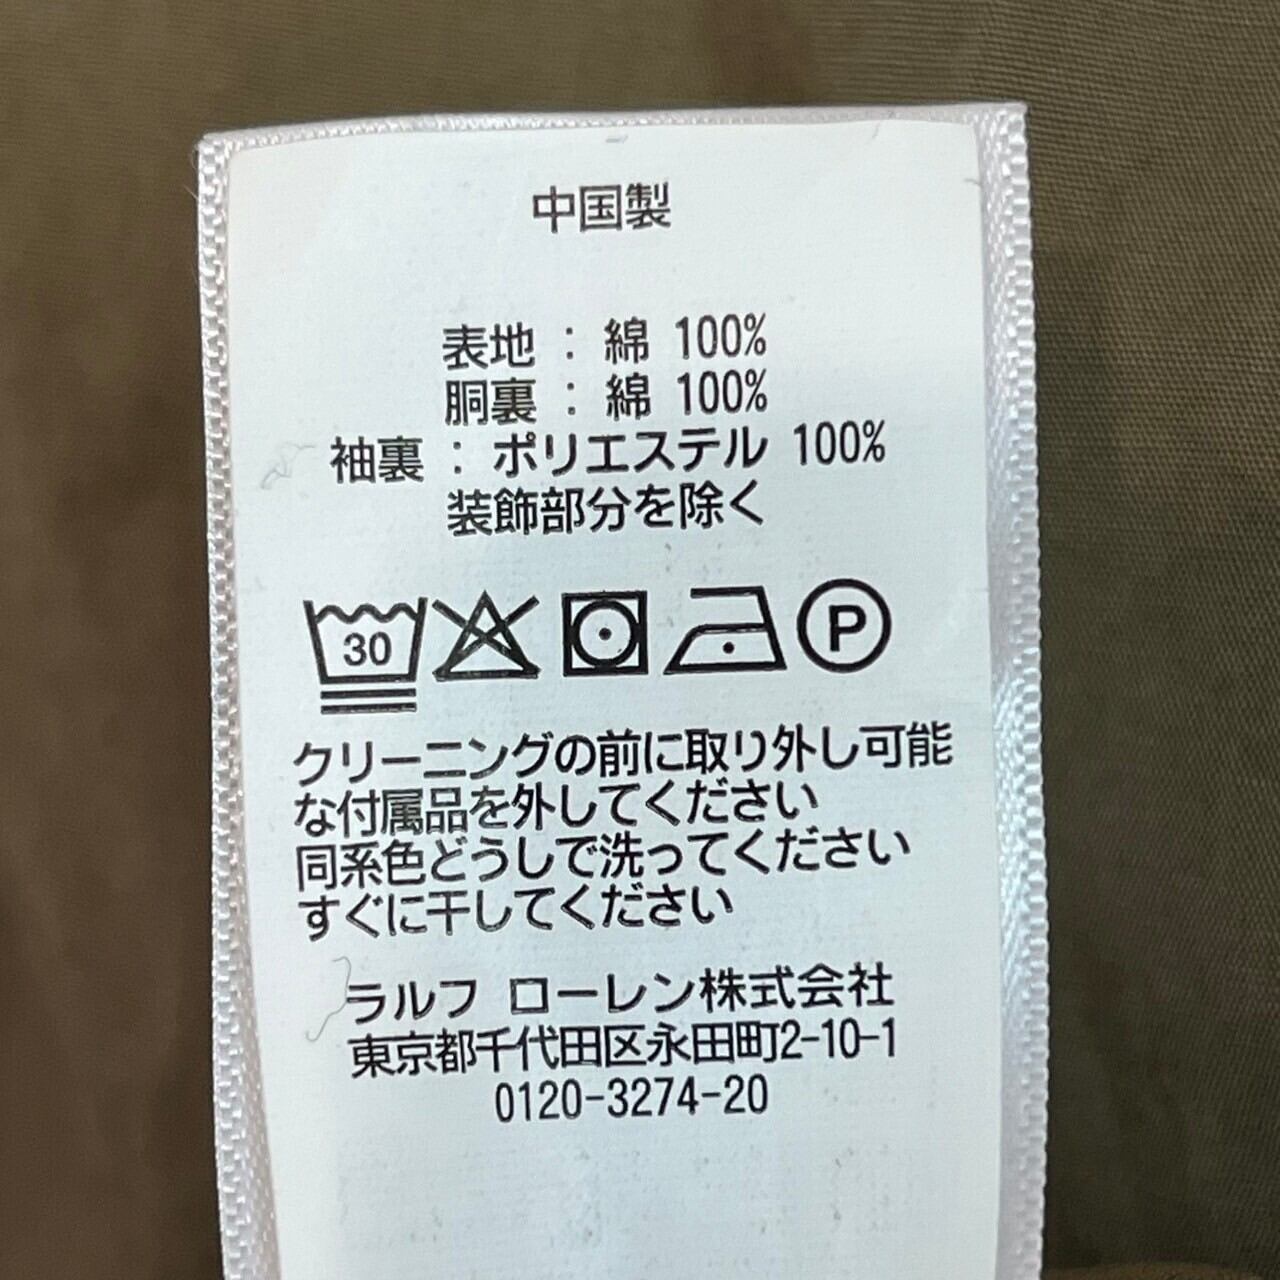 中国製
表地 : 綿 100%
胴裏 : 綿 100%
袖裏 : ポリエステル 100%
装飾部分を除く
30
P
クリーニングの前に取り外し可能
な付属品を外してください
同系色どうしで洗ってください
すぐに干してください
ラルフ ローレン株式会社
東京都千代田区永田町2-10-1
0120-3274-20